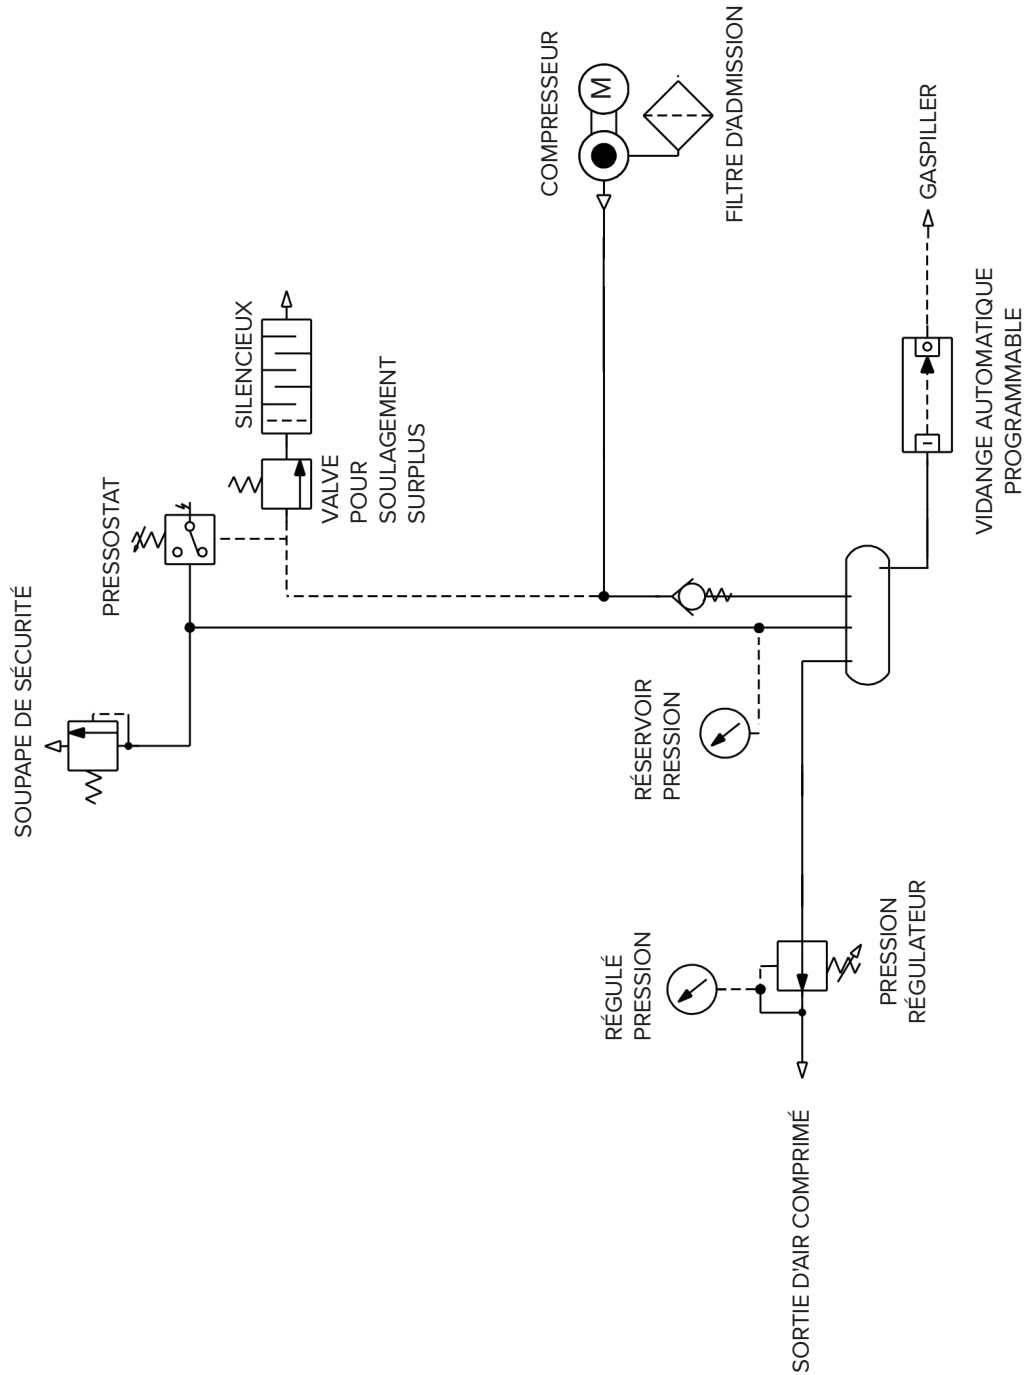 SOUPAPE DE SÉCURITÉ
PRESSOSTAT
SILENCIEUX
VALVE
POUR
SOULAGEMENT
SURPLUS
COMPRESSEUR
M
FILTRE D'ADMISSION
GASPILLER
VIDANGE AUTOMATIQUE
PROGRAMMABLE
I
O
RÉSERVOIR
PRESSION
RÉGULÉ
PRESSION
PRESSION
RÉGULATEUR
SORTIE D'AIR COMPRIMÉ